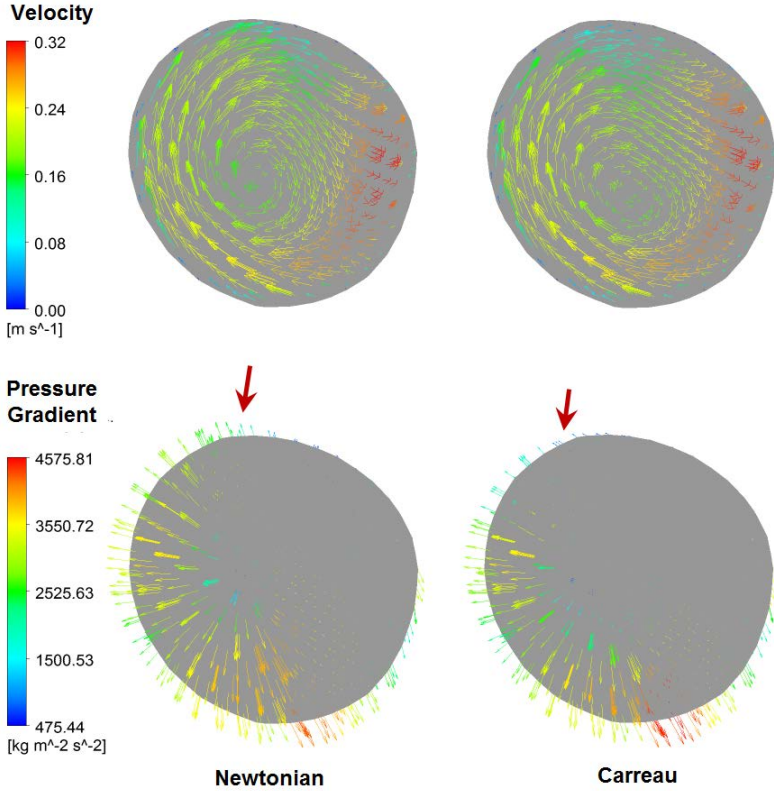 Velocity
0.32
0.24
0.16
0.08
0.00
[m s^-1]
Pressure
Gradient
4575.81
3550.72
2525.63
1500.53
475.44
[kg m^-2 s^-2]
Newtonian
Carreau